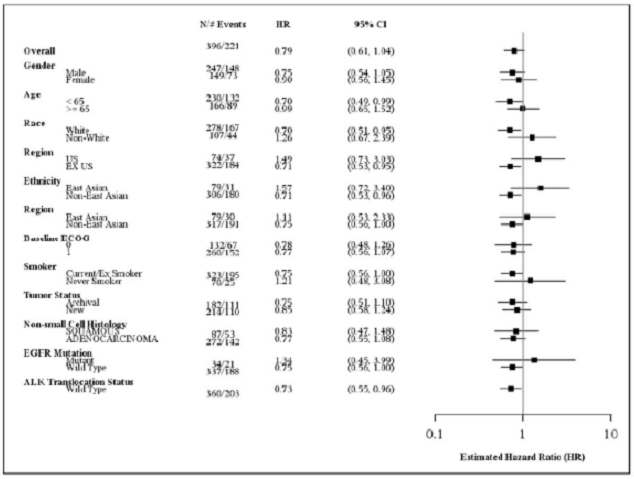 N/# Events HR 95% CI
Overall 396/221 0.79 (0.61, 1.04)
Gender
Male 247/148 0.75 (0.54, 1.05)
Female 149/73 0.90 (0.56, 1.45)
Age
< 65 230/132 0.70 (0.49, 0.99)
>= 65 166/89 0.99 (0.65, 1.52)
Race
White 278/167 0.70 (0.51, 0.95)
Non-White 107/44 1.26 (0.67, 2.39)
Region
US 74/37 1.49 (0.73, 3.03)
EX US 322/184 0.71 (0.53, 0.95)
Ethnicity
East Asian 79/31 1.57 (0.72, 3.40)
Non-East Asian 306/180 0.71 (0.53, 0.96)
Region
East Asian 79/30 (0.53, 2.33)
Non-East Asian 317/191 0.75 (0.56, 1.00)
Baseline ECOG
0 132/67 0.78 (0.48, 1.26)
1 260/152 0.77 (0.56, 1.07)
Smoker
Current/Ex Smoker 323/195 0.75 (0.56, 1.00)
Never Smoker 70/25 1.21 (0.48, 3.08)
Tumor Status
Archival 182/111 0.75 (0.51, 1.10)
New 214/110 0.85 (0.58, 1.24)
Non-small Cell Histology
SQUAMOUS 87/53 0.83 (0.47, 1.48)
ADENOCARCINOMA 272/142 0.77 (0.55, 1.08)
EGFR Mutation
Mutant 34/21 1.34 (0.45, 3.99)
Wild Type 337/188 0.75 (0.56, 1.00)
ALK Translocation Status
Wild Type 360/203 0.73 (0.55, 0.96)
0.1 1 10
Estimated Hazard Ratio (HR)